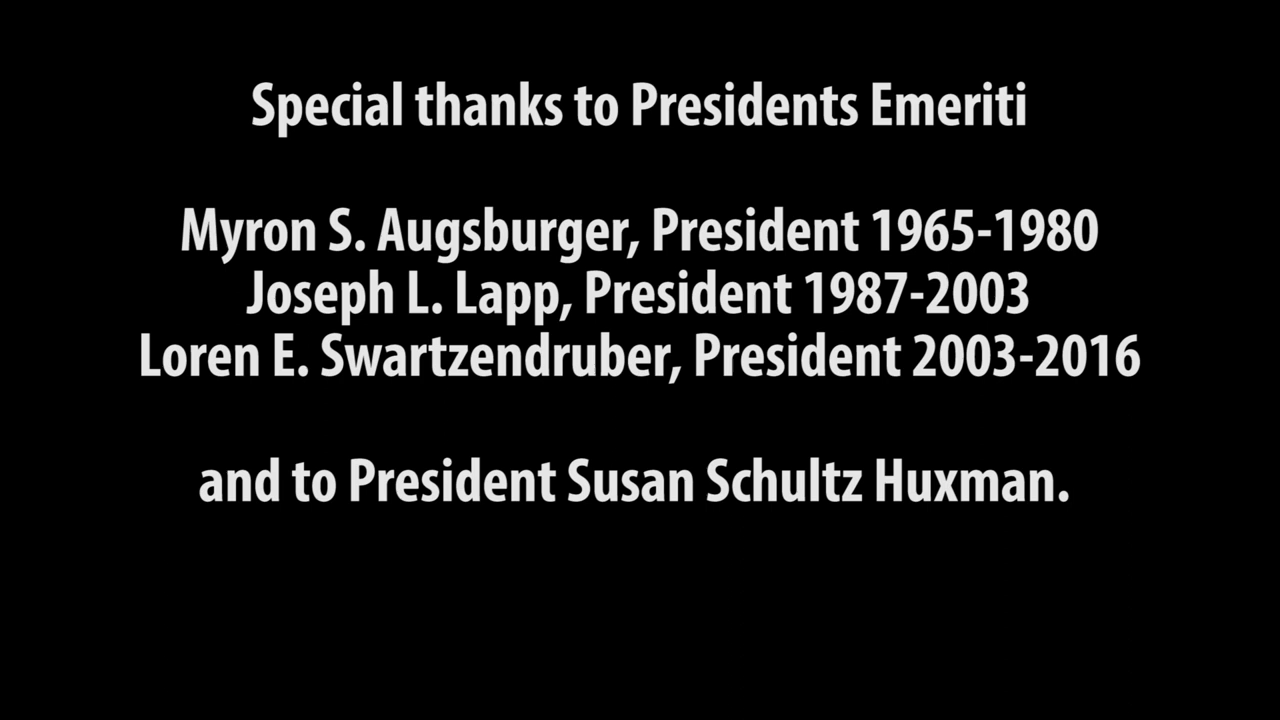 Special thanks to Presidents Emeriti
Myron S. Augsburger, President 1965-1980
Joseph L. Lapp, President 1987-2003
Loren E. Swartzendruber, President 2003-2016
and to President Susan Schultz Huxman.